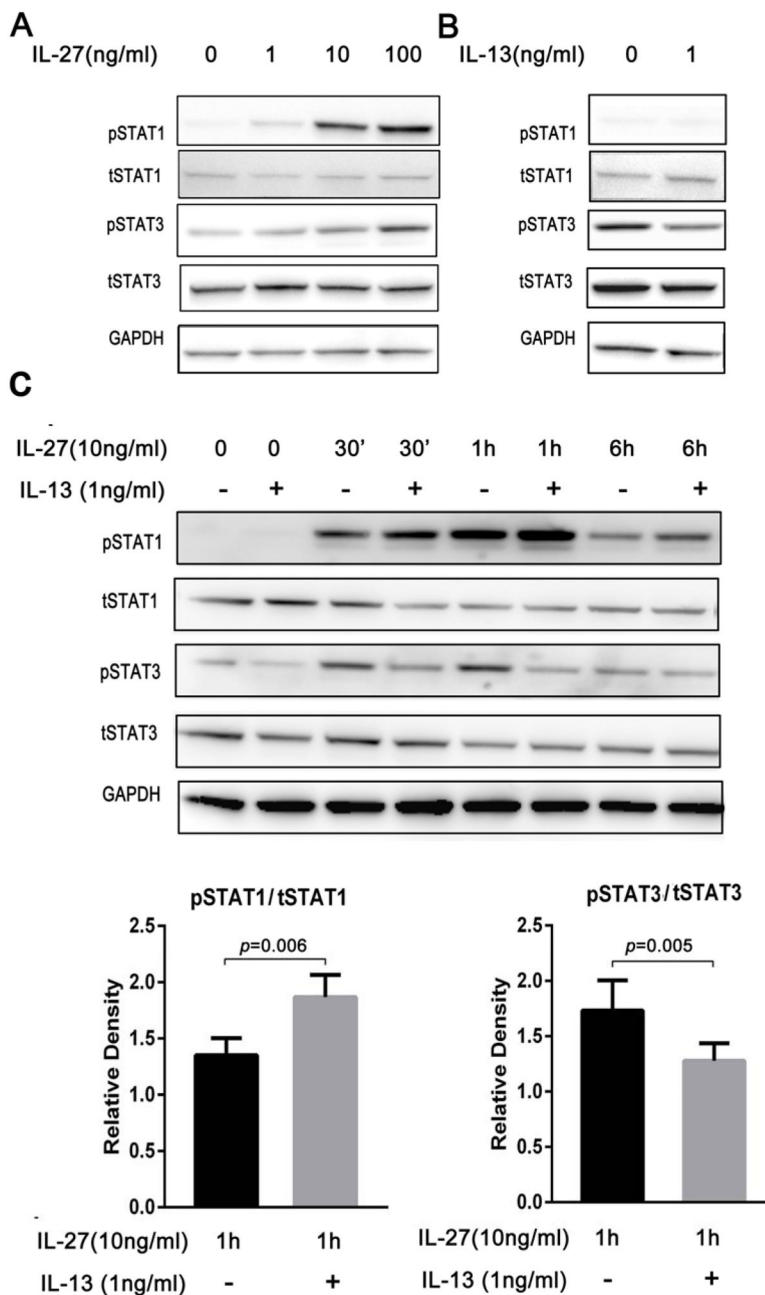 A
IL-27(ng/ml) 0 1 10 100
pSTAT1
tSTAT1
pSTAT3
tSTAT3
GAPDH
B
IL-13(ng/ml) 0 1
pSTAT1
tSTAT1
pSTAT3
tSTAT3
GAPDH
C
IL-27(10ng/ml) 0 0 30' 30' 1h 1h 6h 6h
IL-13 (1ng/ml) - + - + - + - +
pSTAT1
tSTAT1
pSTAT3
tSTAT3
GAPDH
pSTAT1/tSTAT1
Relative Density
2.5
2.0
1.5
1.0
0.5
0.0
p=0.006
IL-27(10ng/ml) 1h 1h
IL-13 (1ng/ml) - +
pSTAT3/tSTAT3
Relative Density
2.5
2.0
1.5
1.0
0.5
0.0
p=0.005
IL-27(10ng/ml) 1h 1h
IL-13 (1ng/ml) - +